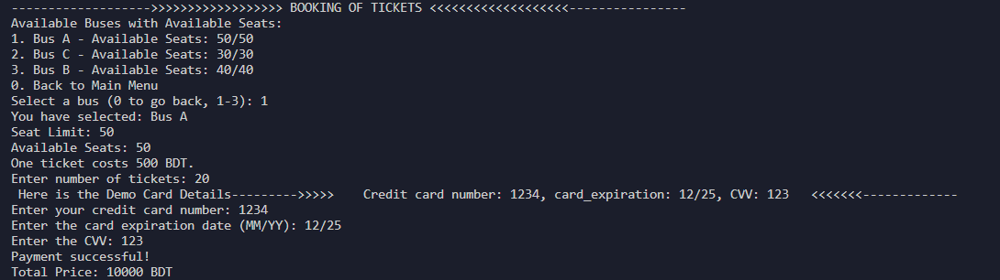 ------------------->>>>>>>>>>>>>>>>>> BOOKING OF TICKETS <<<<<<<<<<<<<<<<<<<----------------
Available Buses with Available Seats:
1. Bus A - Available Seats: 50/50
2. Bus C - Available Seats: 30/30
3. Bus B - Available Seats: 40/40
0. Back to Main Menu
Select a bus (0 to go back, 1-3): 1
You have selected: Bus A
Seat Limit: 50
Available Seats: 50
One ticket costs 500 BDT.
Enter number of tickets: 20
Here is the Demo Card Details--------->>>>>    Credit card number: 1234, card_expiration: 12/25, CVV: 123   <<<<<<<-------------
Enter your credit card number: 1234
Enter the card expiration date (MM/YY): 12/25
Enter the CVV: 123
Payment successful!
Total Price: 10000 BDT